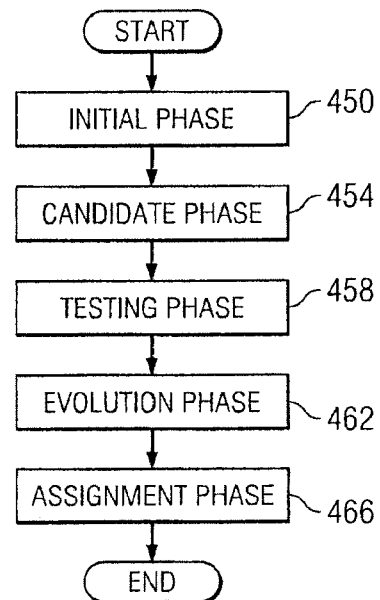 START
INITIAL PHASE 450
CANDIDATE PHASE 454
TESTING PHASE 458
EVOLUTION PHASE 462
ASSIGNMENT PHASE 466
END